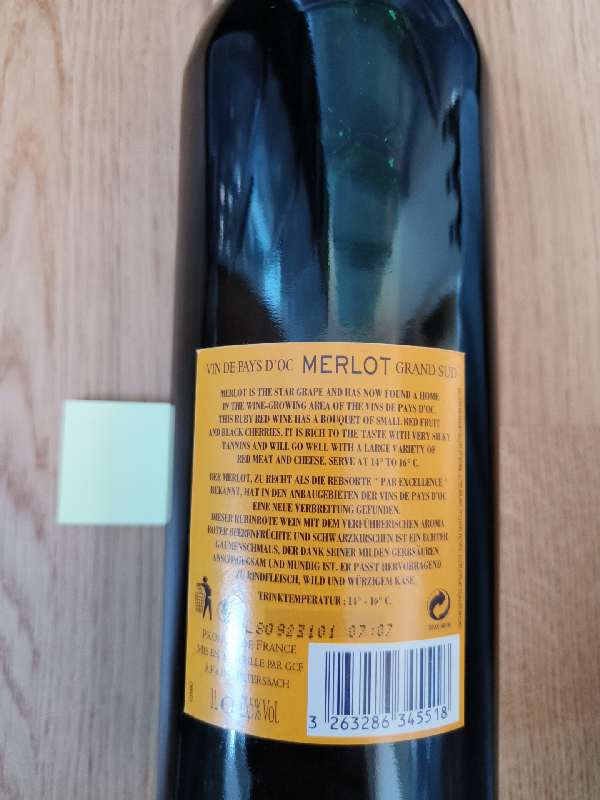 VIN DE PAYS D'OC MERLOT GRAND SUD
MERLOT IS THE STAR GRAPE AND HAS NOW FOUND A HOME
IN THE WINE-GROWING AREA OF THE VINS DE PAYS D'OC.
THIS RUBY RED WINE HAS A BOUQUET OF SMALL RED FRUIT
AND BLACK CHERRIES. IT IS RICH TO THE TASTE WITH VERY SILKY
TANNINS AND WILL GO WELL WITH A LARGE VARIETY OF
RED MEAT AND CHEESE. SERVE AT 14° TO 16° C.
DER MERLOT, ZU RECHT ALS DIE REBSORTE " PAR EXCELLENCE "
BEKANNT, HAT IN DEN ANBAUGEBIETEN DER VINS DE PAYS D'OC
EINE NEUE VERBREITUNG GEFUNDEN.
DIESER RUBINROTE WEIN MIT DEM VERFÜHRERISCHEN AROMA
ROTER BEERENFRÜCHTE UND SCHWARZKIRSCHEN IST EIN ECHTER
GAUMENSCHMAUS, DER DANK SEINER MILDEN GERBSÄUREN
ANSCHMIEGSAM UND MUNDIG IST. ER PASST HERVORRAGEND
ZU RINDFLEISCH, WILD UND WÜRZIGEM KÄSE.
TRINKTEMPERATUR : 14° - 16° C.
07:07
DE FRANCE
MIS EN PAR GCF
1L e % Vol.
3 263286 345518